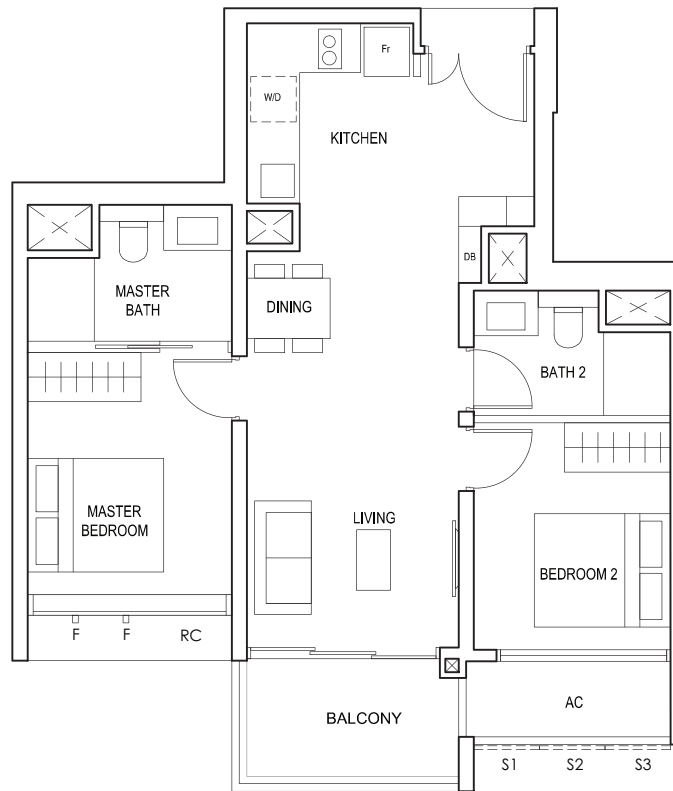 Fr
W/D
KITCHEN
DB
MASTER
BATH
DINING
BATH 2
MASTER
BEDROOM
LIVING
BEDROOM 2
F F RC
AC
BALCONY
S1 S2 S3